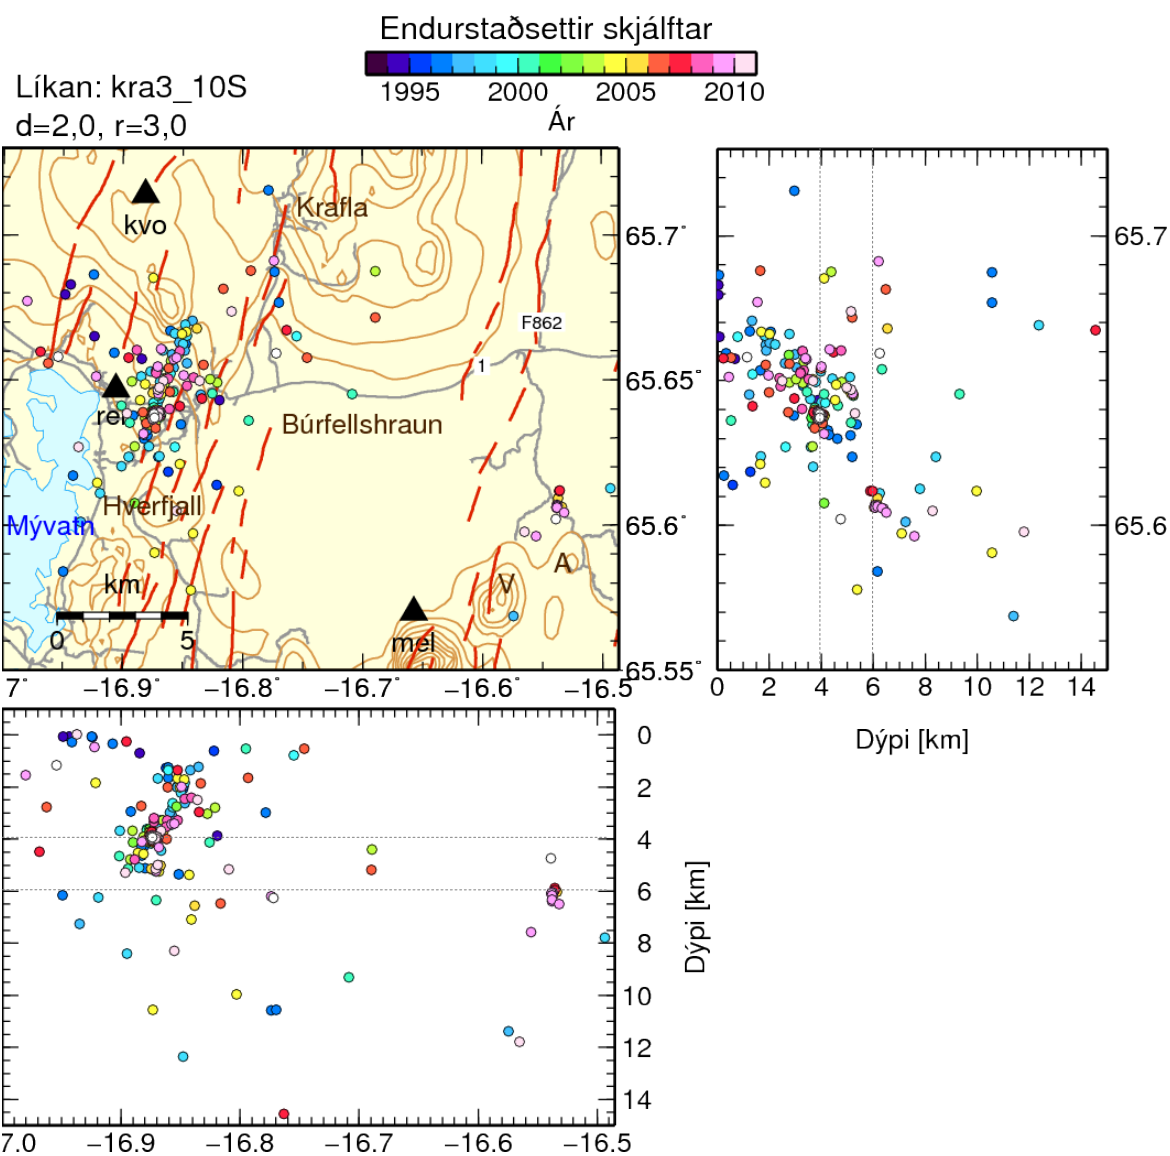 Endurstaðsettir skjálftar
Líkan: kra3_10S
d=2,0, r=3,0
1995 2000 2005 2010
Ár
kvo
Krafla
F862
1
rey
Búrfellshraun
Hverfjall
Mývatn
km
0 5
V
A
mel
65.7°
65.65°
65.6°
65.55°
7° −16.9° −16.8° −16.7° −16.6° −16.5
65.7
65.65
65.6
0 2 4 6 8 10 12 14
Dýpi [km]
0
2
4
6
8
10
12
14
Dýpi [km]
7.0 −16.9 −16.8 −16.7 −16.6 −16.5